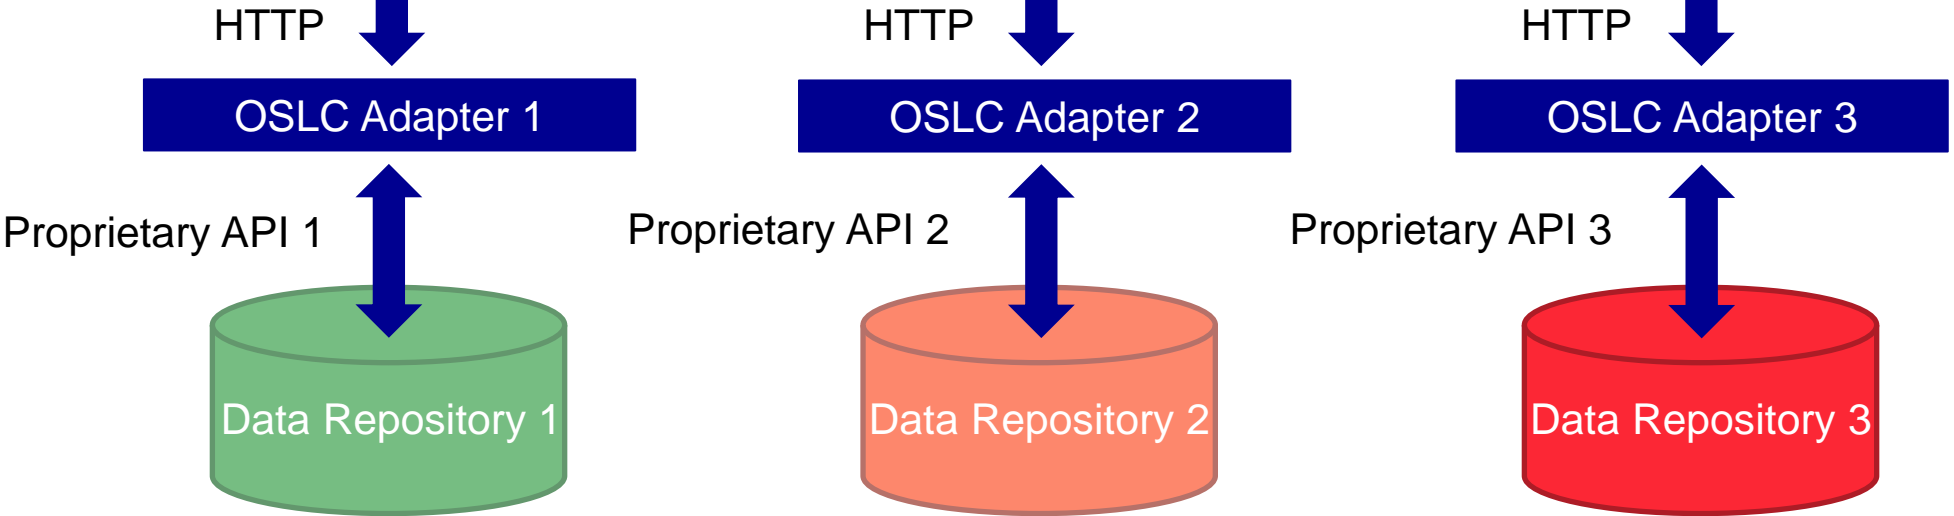 HTTP
HTTP
HTTP
OSLC Adapter 1
OSLC Adapter 2
OSLC Adapter 3
Proprietary API 1
Proprietary API 2
Proprietary API 3
Data Repository 1
Data Repository 2
Data Repository 3